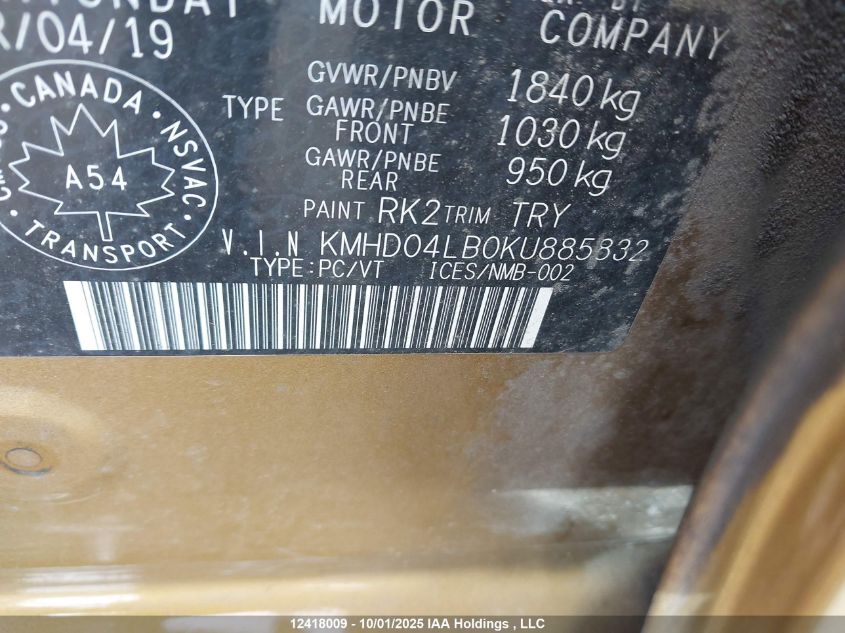 MOTOR COMPANY
/04/19
GVWR/PNBV 1840 kg
TYPE GAWR/PNBE FRONT 1030 kg
GAWR/PNBE REAR 950 kg
PAINT RK2 TRIM TRY
V.I.N KMHD04LB0KU885832
TYPE:PC/VT ICES/NMB-002
CANADA · NSVAC ·
A54
TRANSPORT
12418009 - 10/01/2025 IAA Holdings , LLC